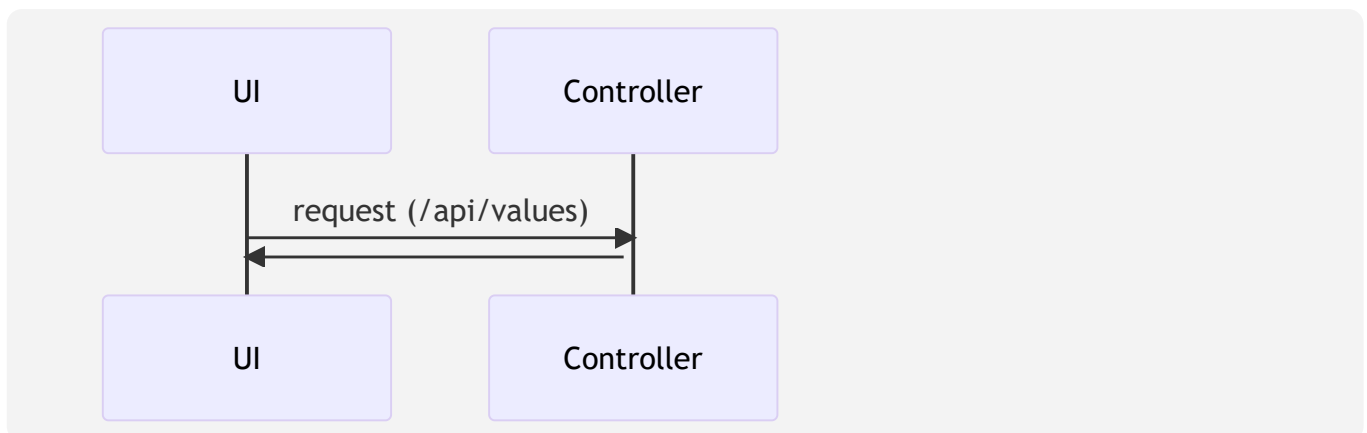 UI
Controller
request (/api/values)
UI
Controller